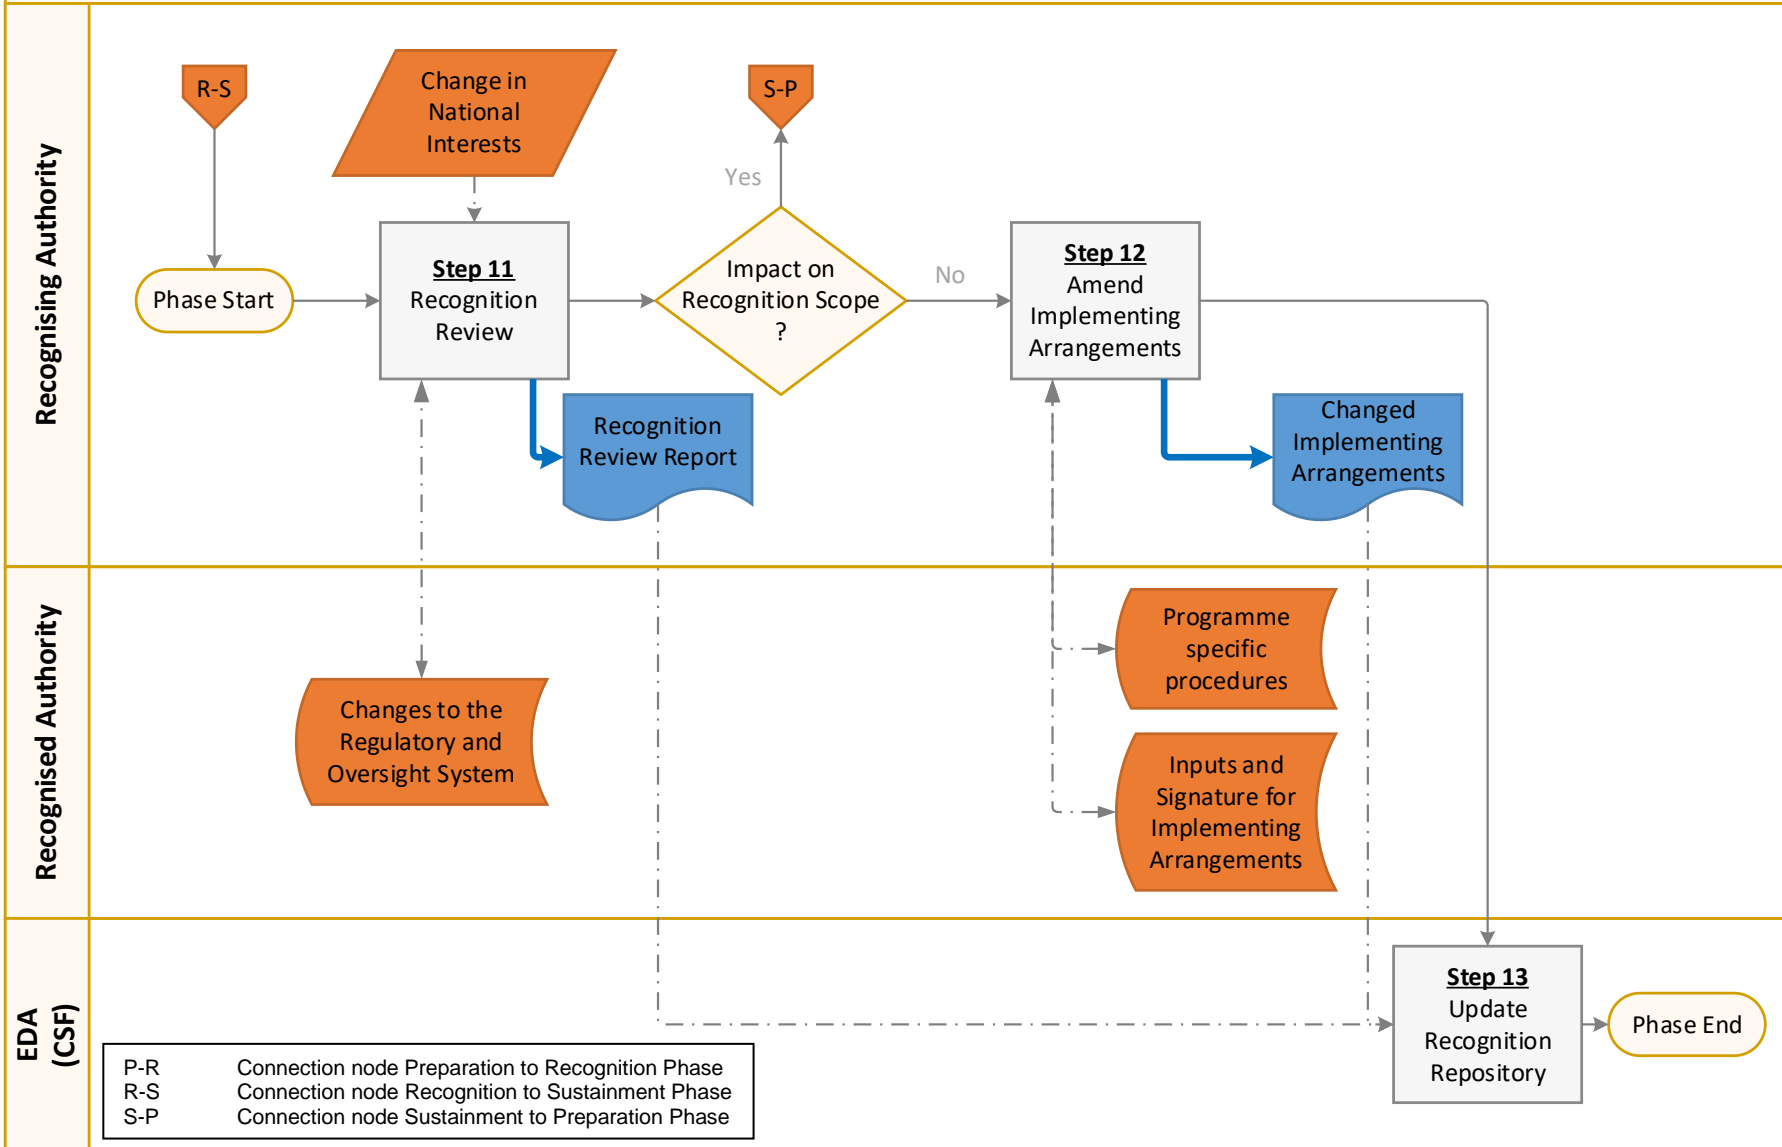 Recognising Authority
R-S
Change in
National
Interests
S-P
Yes
Phase Start
Step 11
Recognition
Review
Impact on
Recognition Scope
?
No
Step 12
Amend
Implementing
Arrangements
Recognition
Review Report
Changed
Implementing
Arrangements
Recognised Authority
Changes to the
Regulatory and
Oversight System
Programme
specific
procedures
Inputs and
Signature for
Implementing
Arrangements
EDA
(CSF)
Step 13
Update
Recognition
Repository
Phase End
P-R Connection node Preparation to Recognition Phase
R-S Connection node Recognition to Sustainment Phase
S-P Connection node Sustainment to Preparation Phase